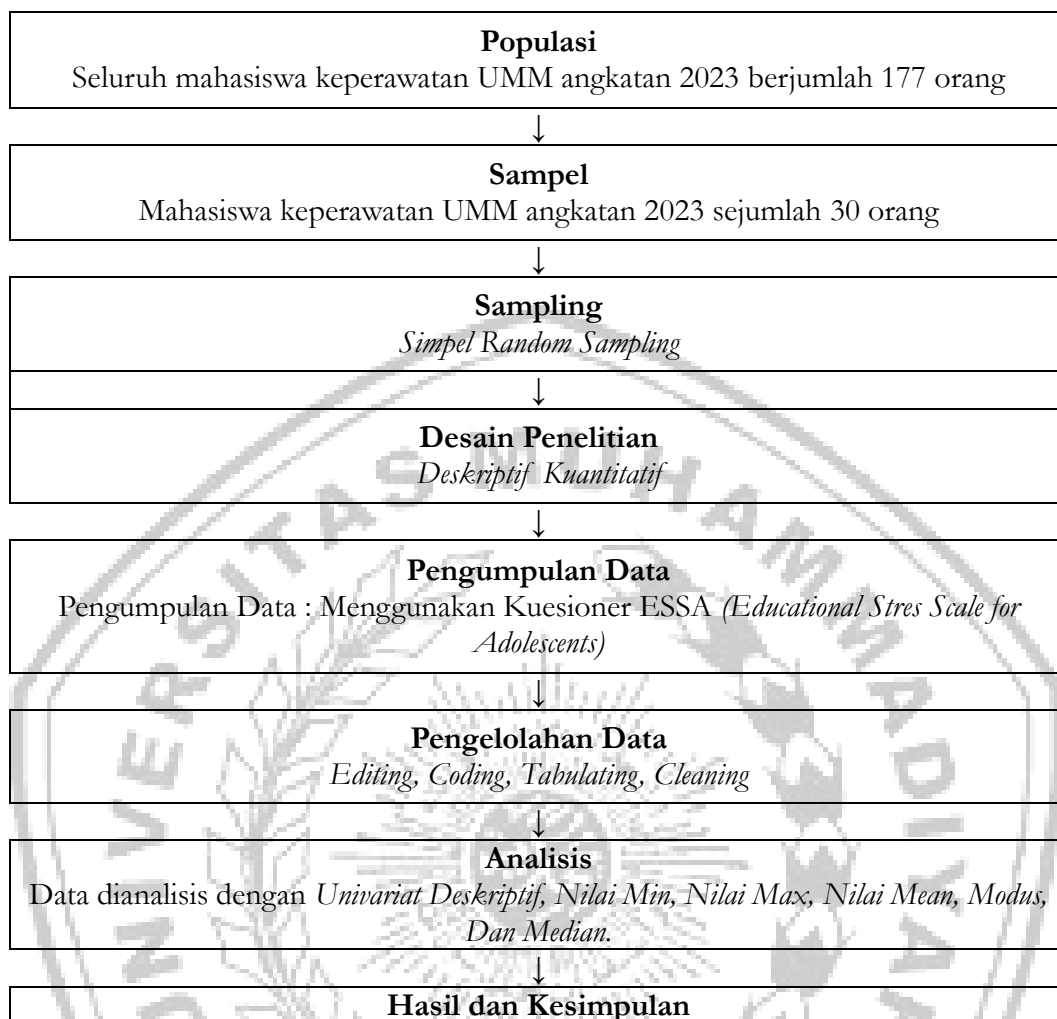 Populasi
Seluruh mahasiswa keperawatan UMM angkatan 2023 berjumlah 177 orang
↓
Sampel
Mahasiswa keperawatan UMM angkatan 2023 sejumlah 30 orang
↓
Sampling
Simpel Random Sampling
↓
Desain Penelitian
Deskriptif Kuantitatif
↓
Pengumpulan Data
Pengumpulan Data : Menggunakan Kuesioner ESSA (Educational Stres Scale for
Adolescents)
↓
Pengelolahan Data
Editing, Coding, Tabulating, Cleaning
↓
Analisis
Data dianalisis dengan Univariat Deskriptif, Nilai Min, Nilai Max, Nilai Mean, Modus,
Dan Median.
↓
Hasil dan Kesimpulan
UNIVERSITAS MUHAMMADIYA